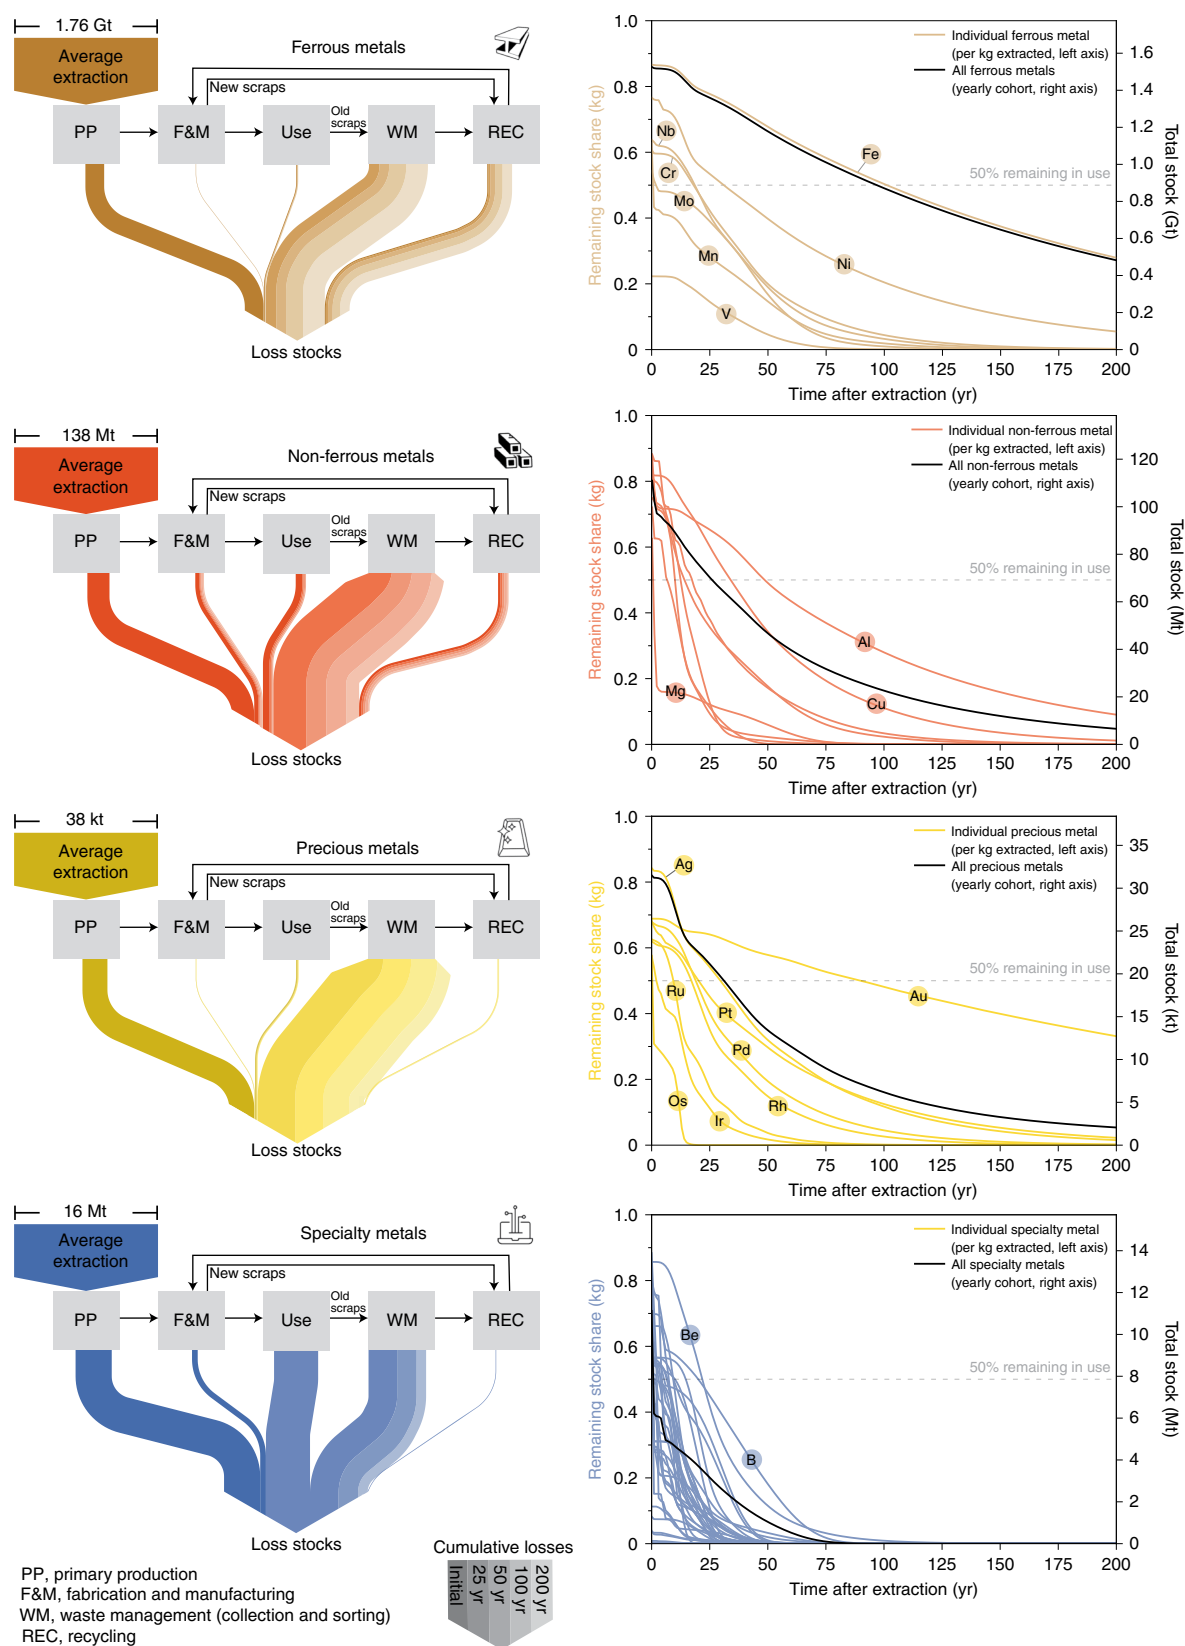 1.76 Gt
Average
extraction
Ferrous metals
New scraps
PP
F&M
Use
Old
scraps
WM
REC
Loss stocks
Remaining stock share (kg)
1.0
0.8
0.6
0.4
0.2
0
Individual ferrous metal
(per kg extracted, left axis)
All ferrous metals
(yearly cohort, right axis)
Nb
Cr
Mo
Mn
V
Fe
Ni
50% remaining in use
1.6
1.4
1.2
1.0
0.8
0.6
0.4
0.2
0
Total stock (Gt)
0 25 50 75 100 125 150 175 200
Time after extraction (yr)
138 Mt
Average
extraction
Non-ferrous metals
New scraps
PP
F&M
Use
Old
scraps
WM
REC
Loss stocks
Remaining stock share (kg)
1.0
0.8
0.6
0.4
0.2
0
Individual non-ferrous metal
(per kg extracted, left axis)
All non-ferrous metals
(yearly cohort, right axis)
50% remaining in use
Mg
Al
Cu
120
100
80
60
40
20
0
Total stock (Mt)
0 25 50 75 100 125 150 175 200
Time after extraction (yr)
38 kt
Average
extraction
Precious metals
New scraps
PP
F&M
Use
Old
scraps
WM
REC
Loss stocks
Remaining stock share (kg)
1.0
0.8
0.6
0.4
0.2
0
Individual precious metal
(per kg extracted, left axis)
All precious metals
(yearly cohort, right axis)
Ag
50% remaining in use
Ru
Au
Pt
Pd
Os
Rh
Ir
35
30
25
20
15
10
5
0
Total stock (kt)
0 25 50 75 100 125 150 175 200
Time after extraction (yr)
16 Mt
Average
extraction
Specialty metals
New scraps
PP
F&M
Use
Old
scraps
WM
REC
Loss stocks
Remaining stock share (kg)
1.0
0.8
0.6
0.4
0.2
0
Individual specialty metal
(per kg extracted, left axis)
All specialty metals
(yearly cohort, right axis)
Be
50% remaining in use
B
14
12
10
8
6
4
2
0
Total stock (Mt)
0 25 50 75 100 125 150 175 200
Time after extraction (yr)
PP, primary production
F&M, fabrication and manufacturing
WM, waste management (collection and sorting)
REC, recycling
Cumulative losses
Initial
25 yr
50 yr
100 yr
200 yr